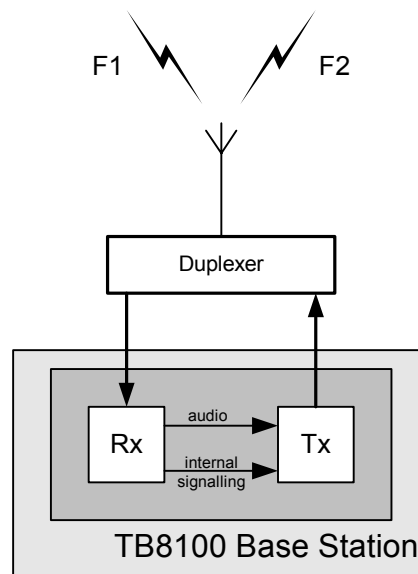 F1
F2
Duplexer
audio
Rx
Tx
internal
signalling
TB8100 Base Station